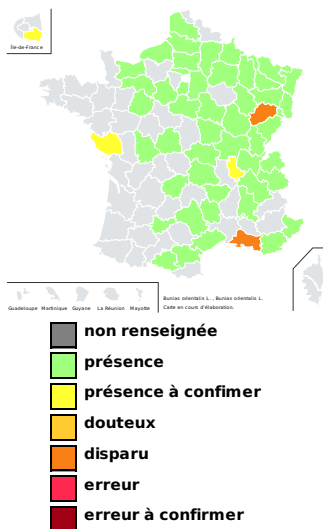 Île-de-France
Guadeloupe Martinique Guyane La Réunion Mayotte
Bunias orientalis L. , Bunias orientalis L.
Carte en cours d'élaboration.
non renseignée
présence
présence à confimer
douteux
disparu
erreur
erreur à confirmer